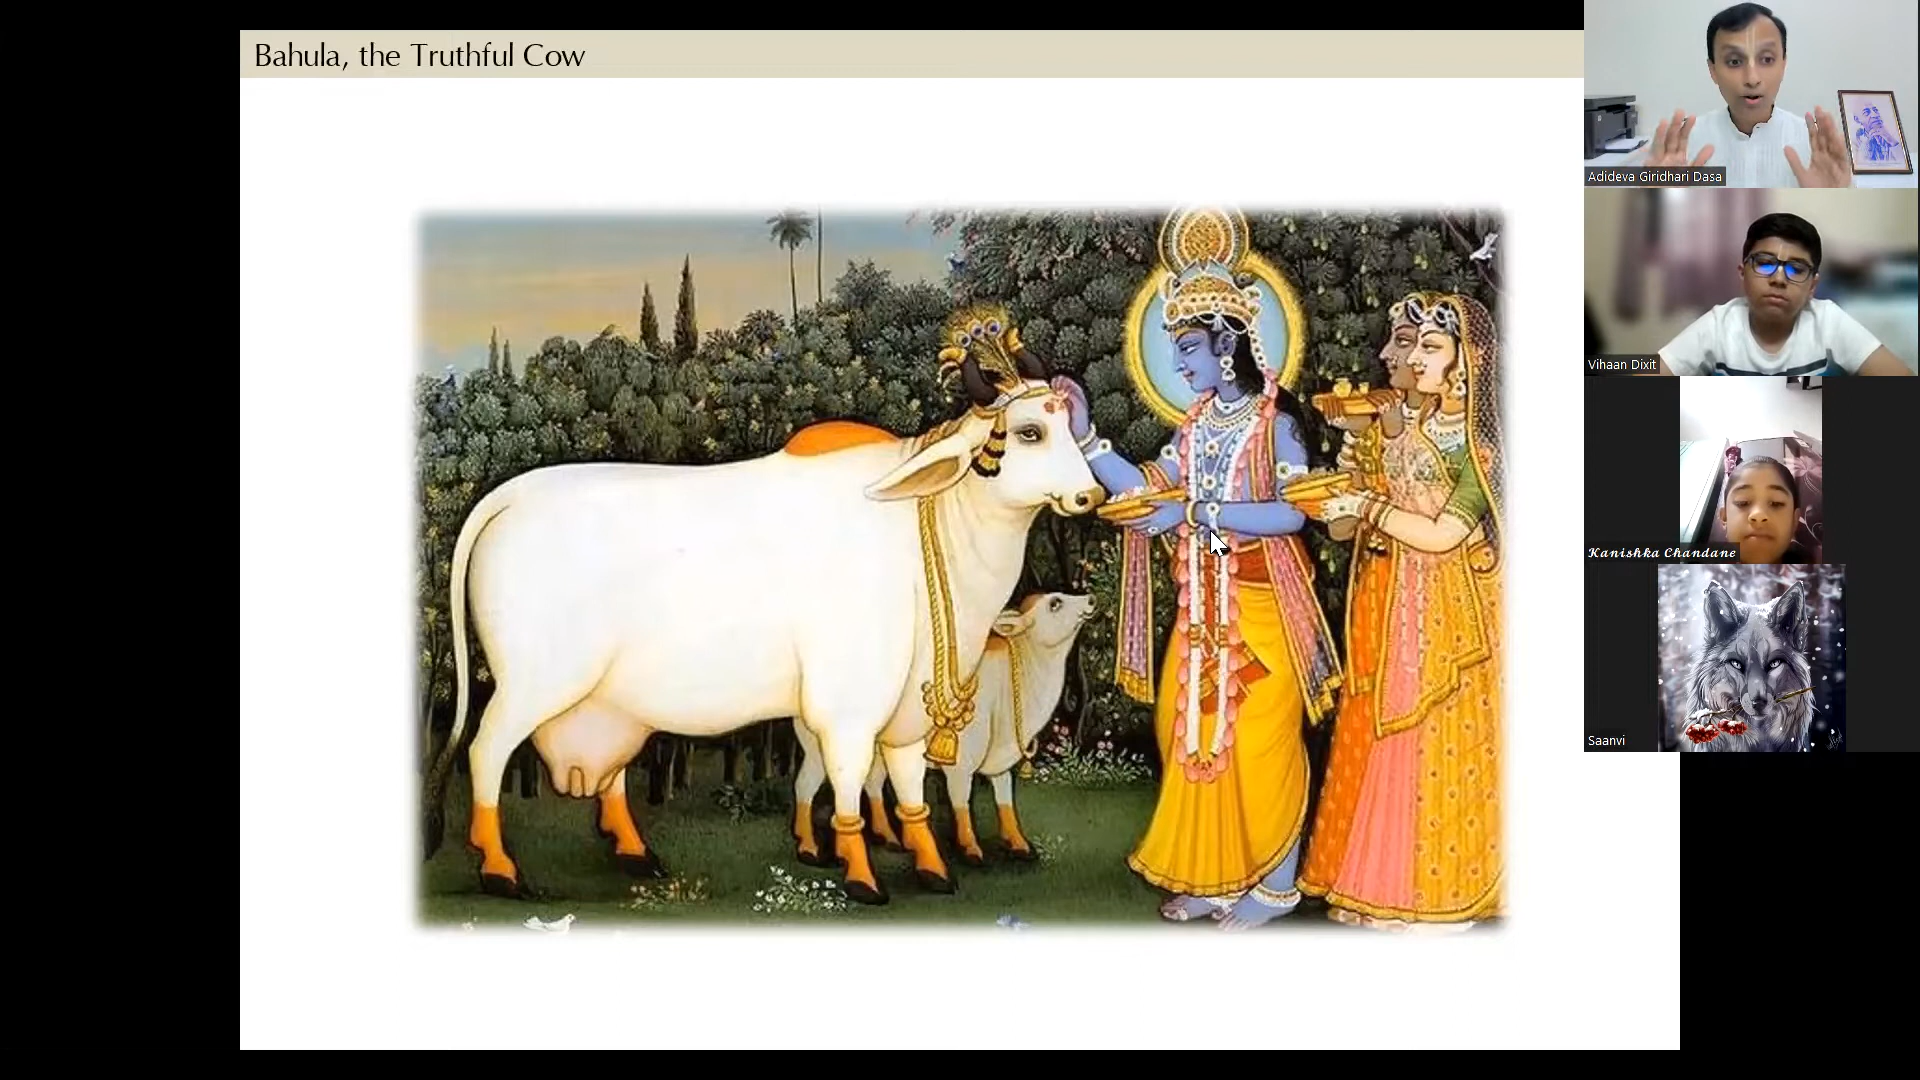 Bahula, the Truthful Cow
Adideva Giridhari Dasa
Vihaan Dixit
Kanishka Chandane
Saanvi